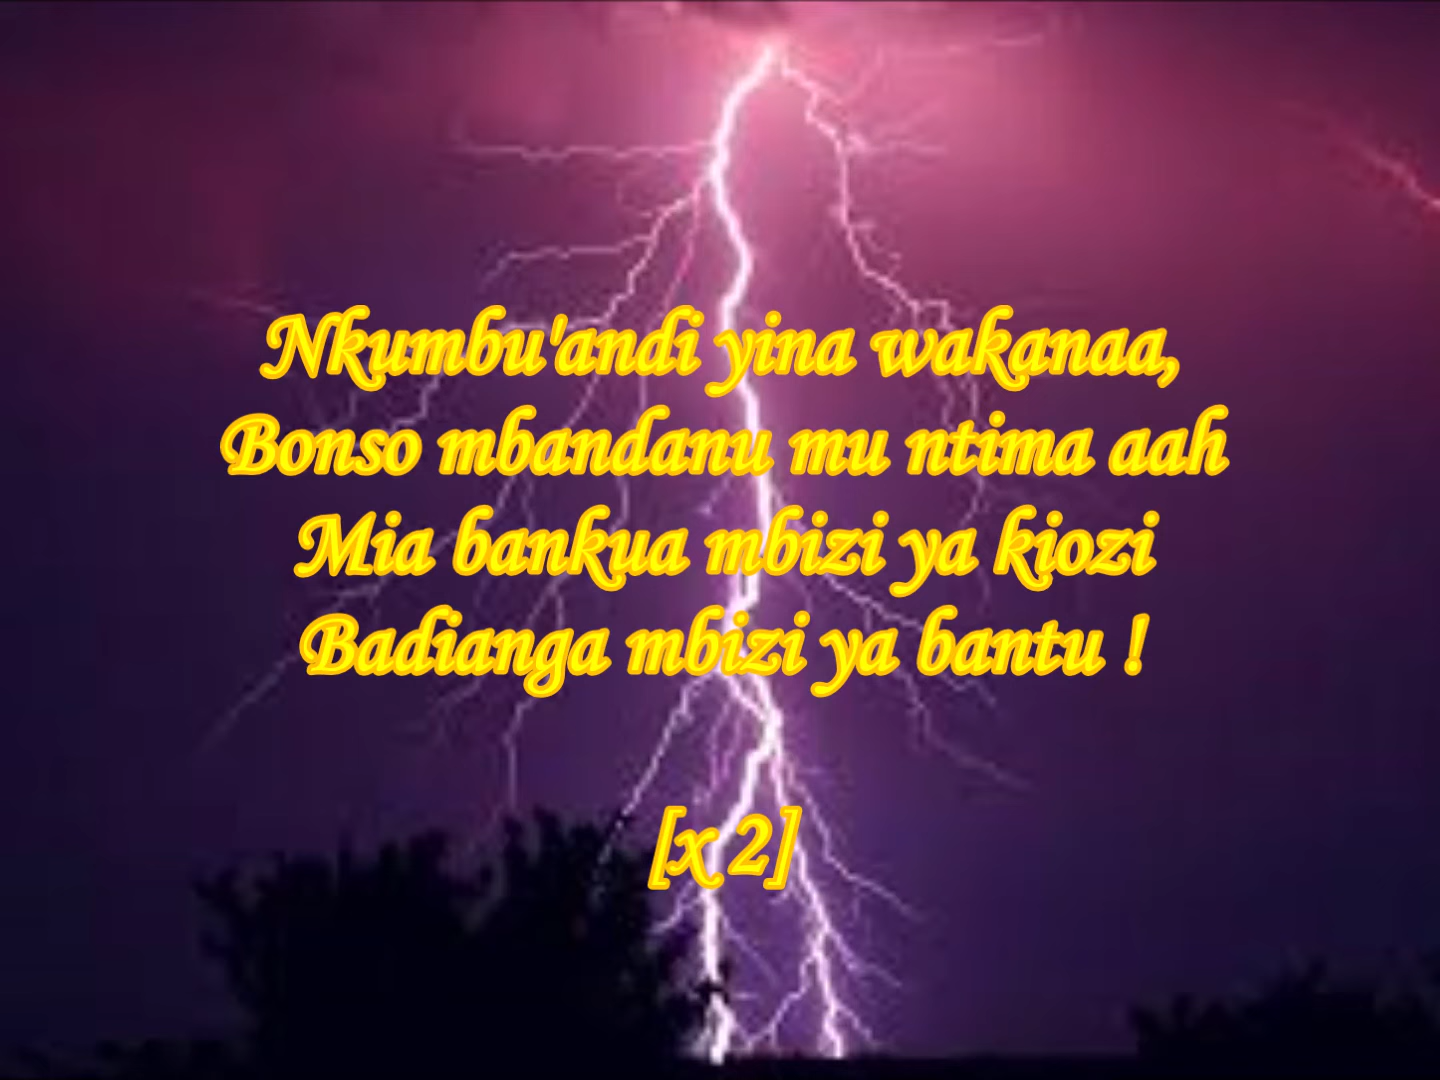 Nkumbu'andi yina wakanaa,
Bonso mbandanu mu ntima aah
Mia bankua mbizi ya kiozi
Badianga mbizi ya bantu !
[x 2]